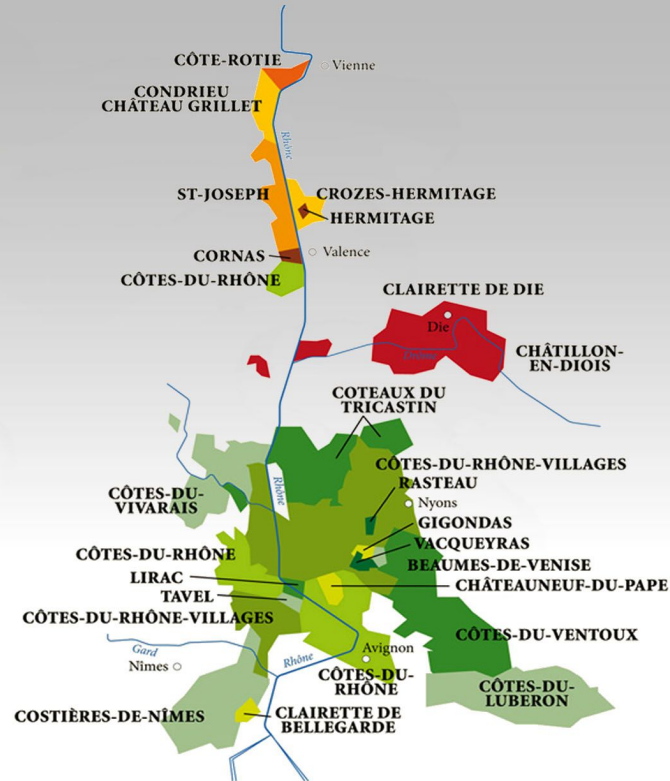 CÔTE-ROTIE
Vienne
CONDRIEU
CHÂTEAU GRILLET
Rhône
ST-JOSEPH
CROZES-HERMITAGE
HERMITAGE
CORNAS
Valence
CÔTES-DU-RHÔNE
CLAIRETTE DE DIE
Die
Drôme
CHÂTILLON-
EN-DIOIS
COTEAUX DU
TRICASTIN
CÔTES-DU-RHÔNE-VILLAGES
RASTEAU
Rhône
CÔTES-DU-
VIVARAIS
Nyons
GIGONDAS
VACQUEYRAS
CÔTES-DU-RHÔNE
BEAUMES-DE-VENISE
LIRAC
CHÂTEAUNEUF-DU-PAPE
TAVEL
CÔTES-DU-RHÔNE-VILLAGES
CÔTES-DU-VENTOUX
Gard
Avignon
Nîmes
Rhône
CÔTES-DU-
RHÔNE
CÔTES-DU-
LUBERON
COSTIÈRES-DE-NÎMES
CLAIRETTE DE
BELLEGARDE